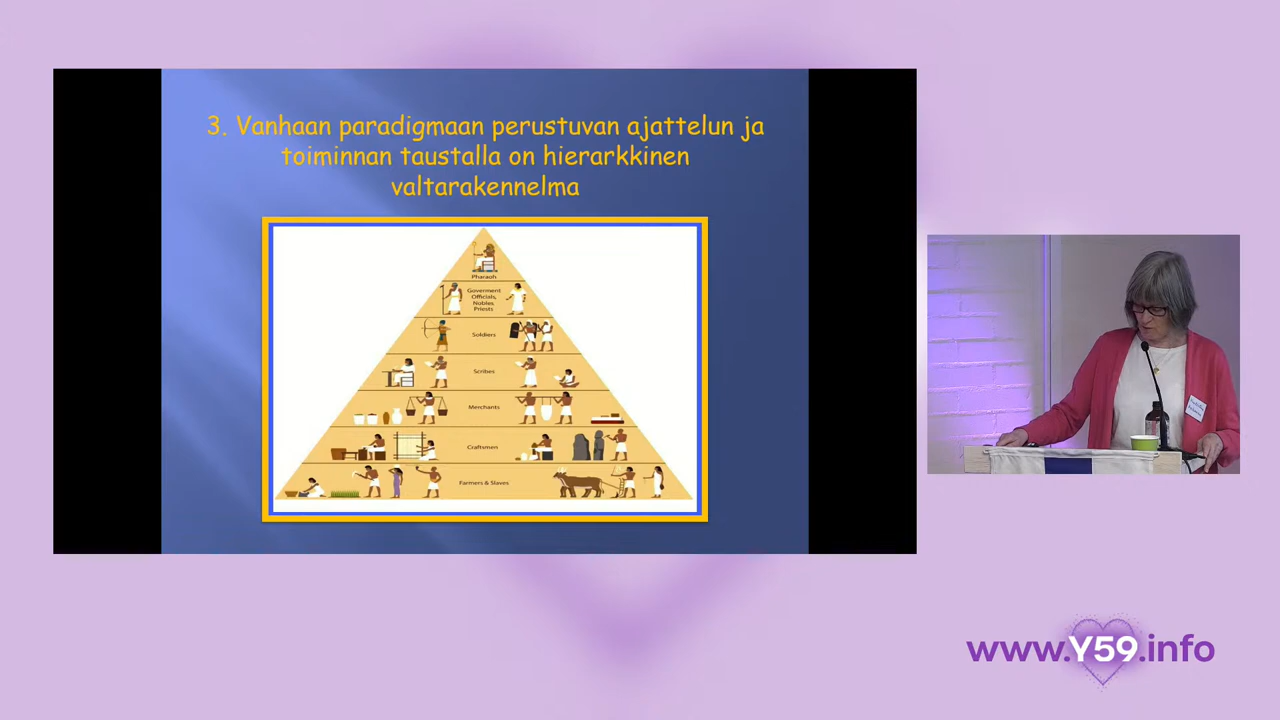 3. Vanhaan paradigmaan perustuvan ajattelun ja
toiminnan taustalla on hierarkkinen
valtarakennelma
Pharaoh
Goverment
Officials,
Nobles
Priests
Soldiers
Scribes
Merchants
Craftsmen
Farmers & Slaves
www.Y59.info